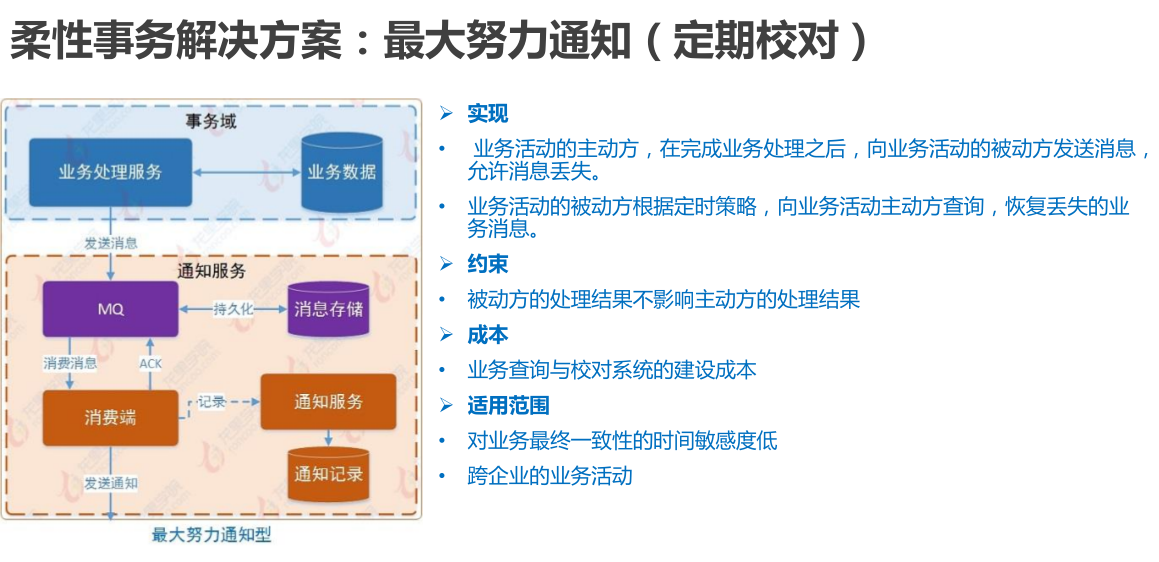 柔性事务解决方案：最大努力通知（定期校对）
事务域
业务处理服务
业务数据
发送消息
通知服务
MQ
持久化
消息存储
消费消息
ACK
消费端
记录
通知服务
通知记录
发送通知
最大努力通知型
➢ 实现
• 业务活动的主动方，在完成业务处理之后，向业务活动的被动方发送消息，
允许消息丢失。
• 业务活动的被动方根据定时策略，向业务活动主动方查询，恢复丢失的业
务消息。
➢ 约束
• 被动方的处理结果不影响主动方的处理结果
➢ 成本
• 业务查询与校对系统的建设成本
➢ 适用范围
• 对业务最终一致性的时间敏感度低
• 跨企业的业务活动